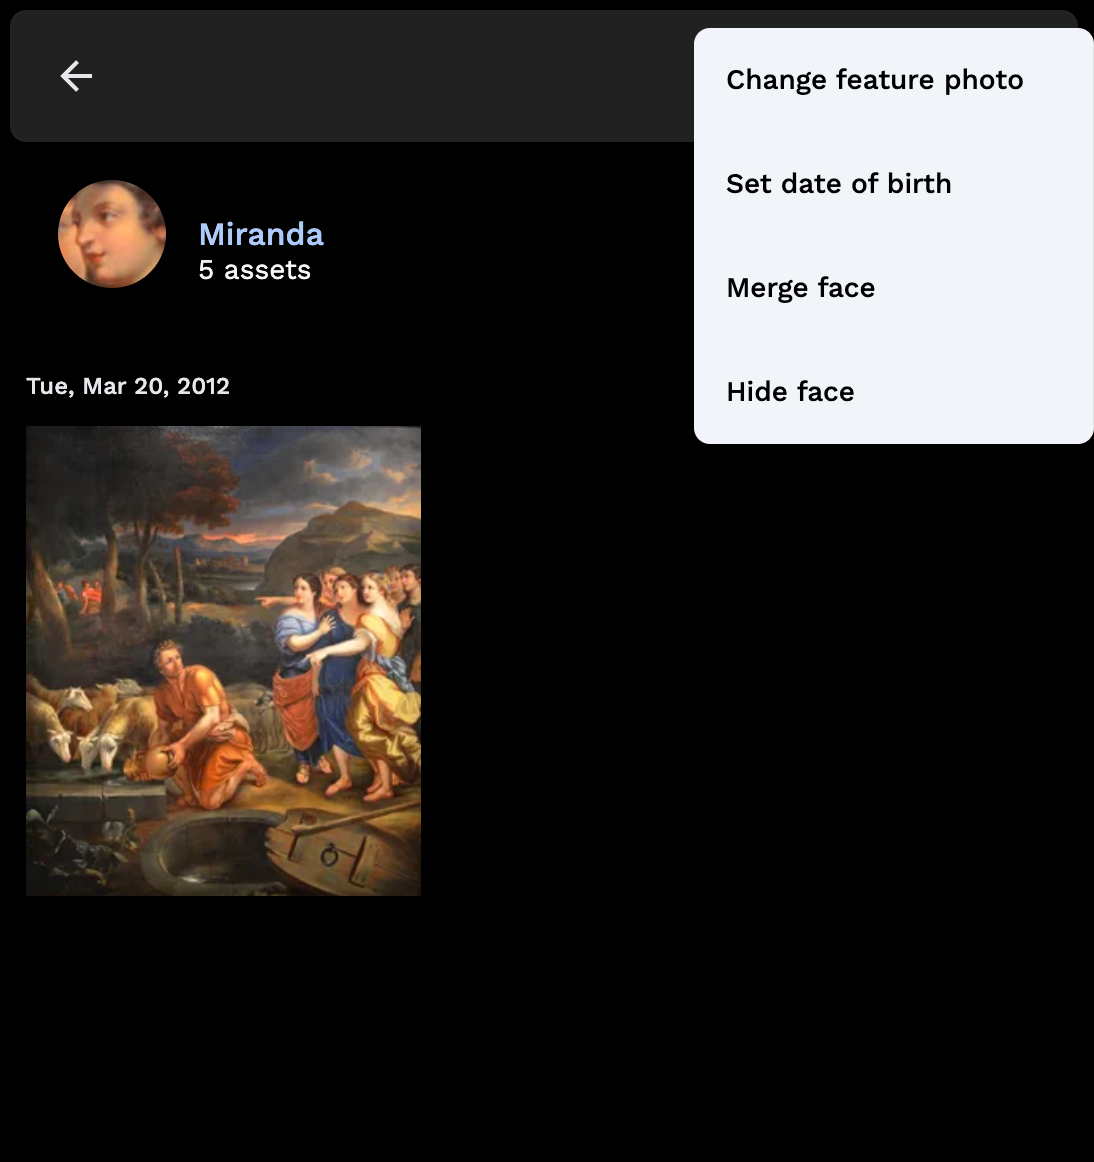 Change feature photo
Set date of birth
Merge face
Hide face
Miranda
5 assets
Tue, Mar 20, 2012